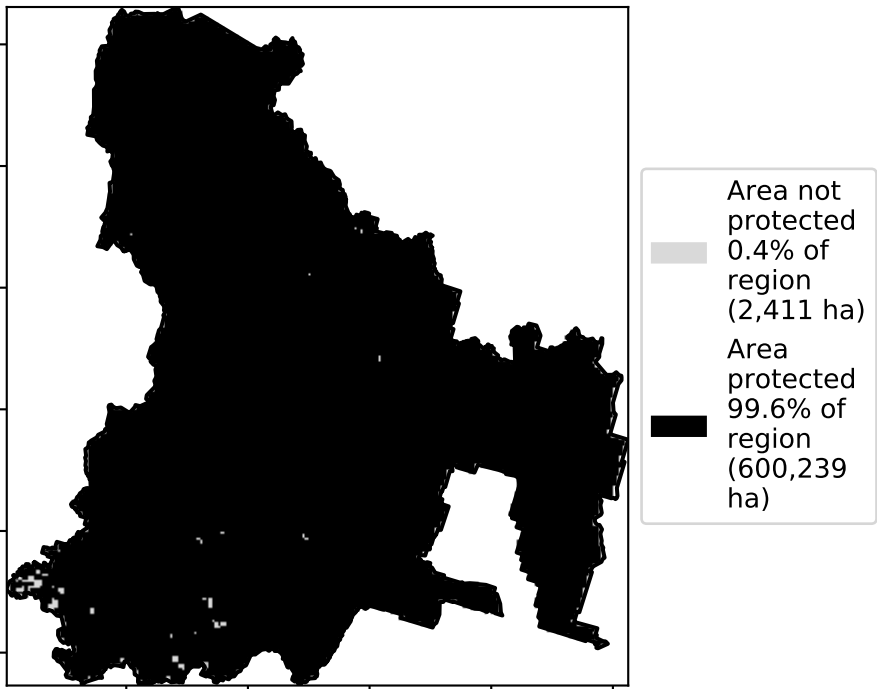 Area not
protected
0.4% of
region
(2,411 ha)
Area
protected
99.6% of
region
(600,239
ha)